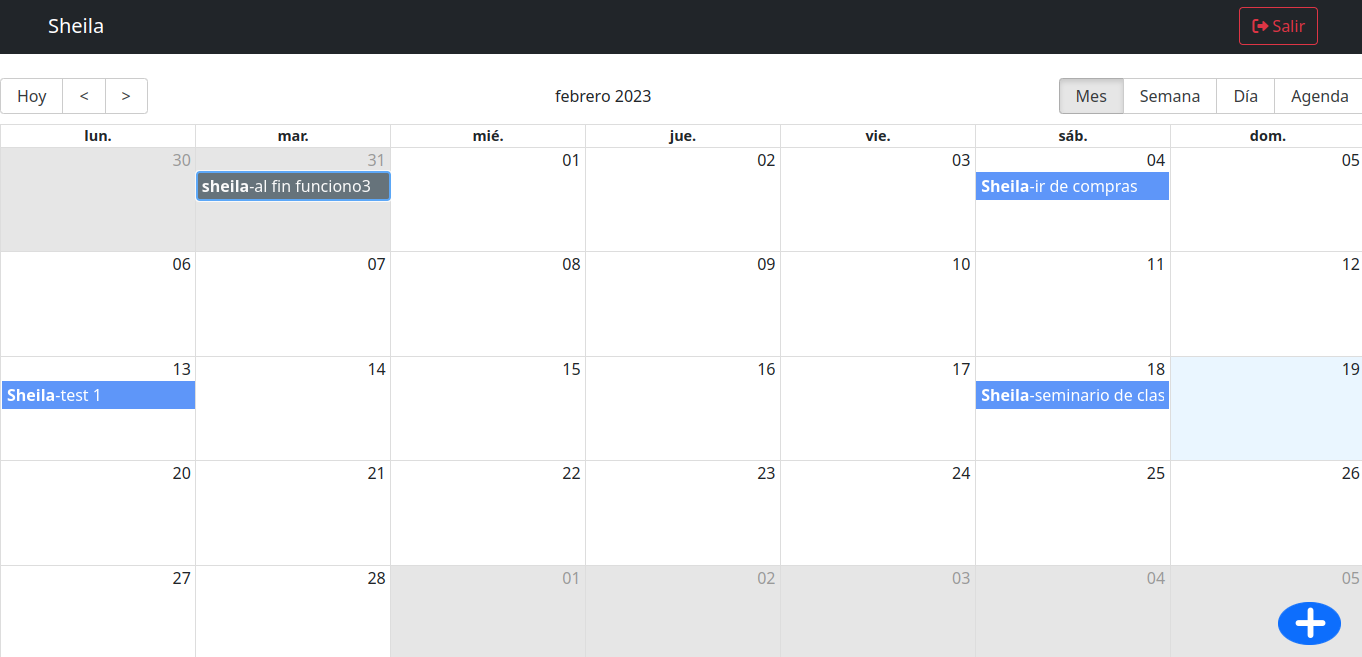 Sheila
Salir
Hoy < > febrero 2023 Mes Semana Día Agenda
lun. mar. mié. jue. vie. sáb. dom.
30 31 01 02 03 04 05
sheila-al fin funciono3 Sheila-ir de compras
06 07 08 09 10 11 12
13 14 15 16 17 18 19
Sheila-test 1 Sheila-seminario de clas
20 21 22 23 24 25 26
27 28 01 02 03 04 05